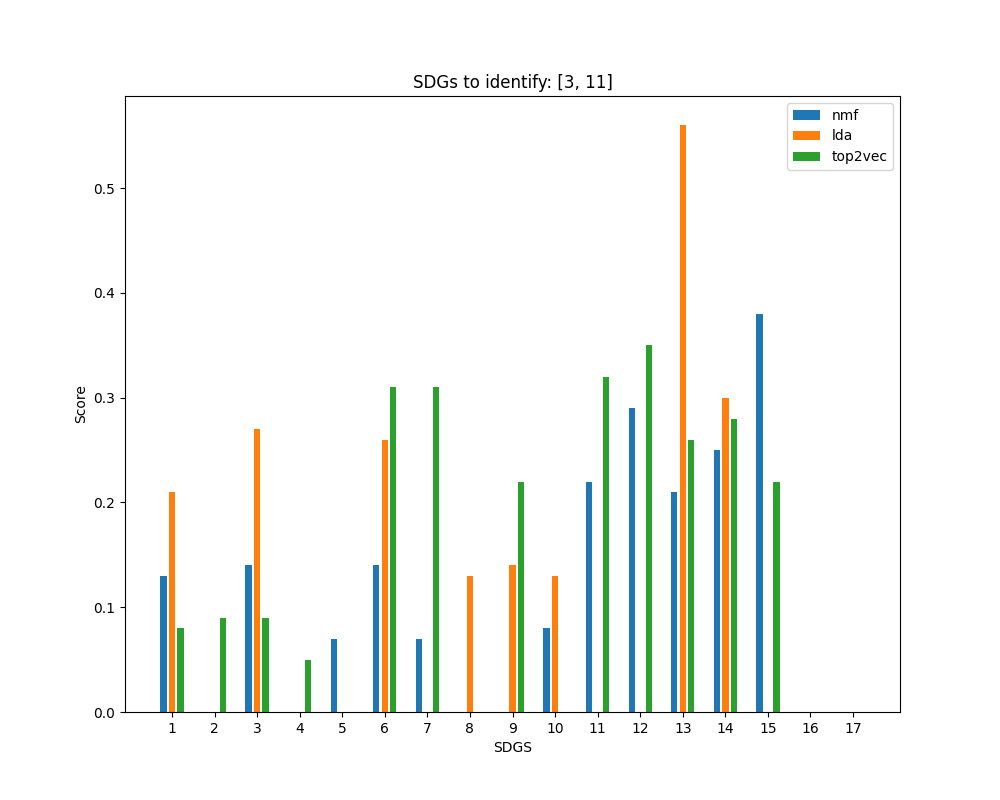 SDGs to identify: [3, 11]
nmf
lda
top2vec
Score
0.5
0.4
0.3
0.2
0.1
0.0
1 2 3 4 5 6 7 8 9 10 11 12 13 14 15 16 17
SDGS